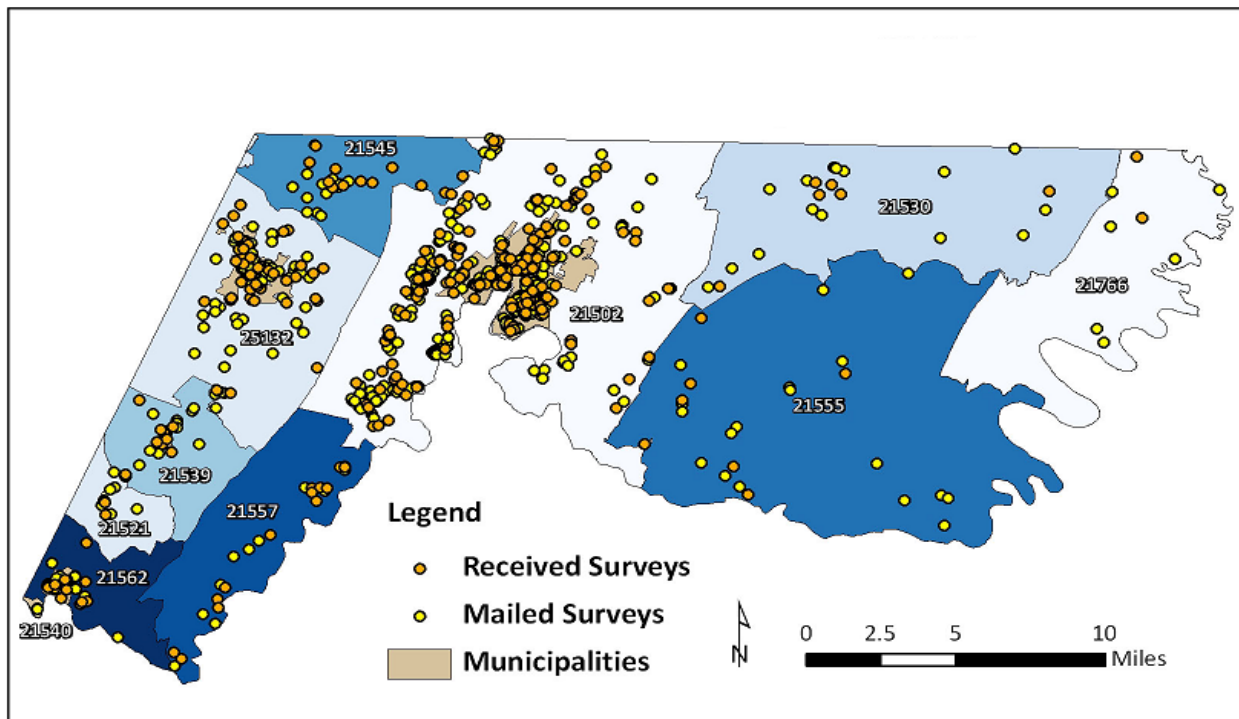 21545
21530
21766
21502
25132
21555
21539
21557
21521
21562
21540
Legend
Received Surveys
Mailed Surveys
Municipalities
N
0 2.5 5 10
Miles